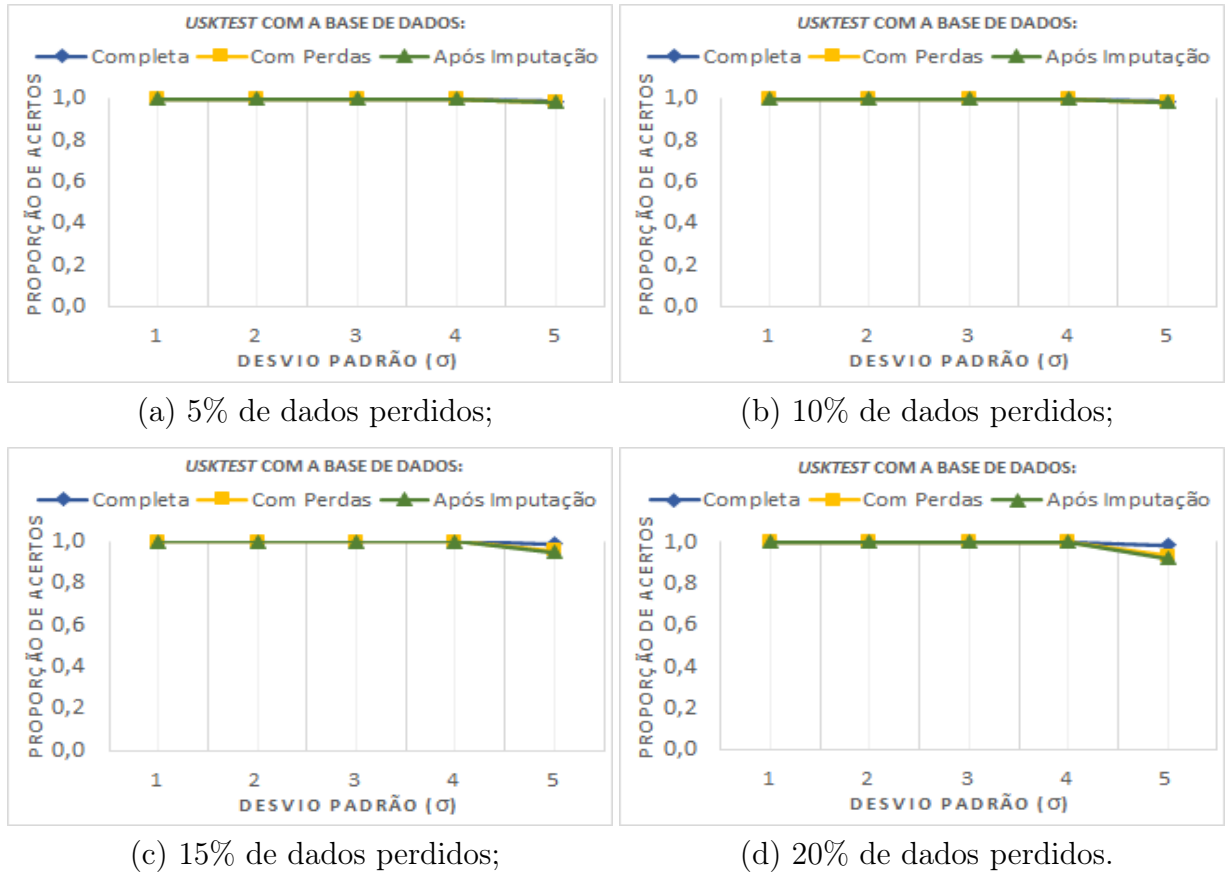 USKTEST COM A BASE DE DADOS:
Completa Com Perdas Após Imputação
PROPORÇÃO DE ACERTOS
1,0
0,8
0,6
0,4
0,2
0,0
1 2 3 4 5
DESVIO PADRÃO (σ)
(a) 5% de dados perdidos;
USKTEST COM A BASE DE DADOS:
Completa Com Perdas Após Imputação
PROPORÇÃO DE ACERTOS
1,0
0,8
0,6
0,4
0,2
0,0
1 2 3 4 5
DESVIO PADRÃO (σ)
(b) 10% de dados perdidos;
USKTEST COM A BASE DE DADOS:
Completa Com Perdas Após Imputação
PROPORÇÃO DE ACERTOS
1,0
0,8
0,6
0,4
0,2
0,0
1 2 3 4 5
DESVIO PADRÃO (σ)
(c) 15% de dados perdidos;
USKTEST COM A BASE DE DADOS:
Completa Com Perdas Após Imputação
PROPORÇÃO DE ACERTOS
1,0
0,8
0,6
0,4
0,2
0,0
1 2 3 4 5
DESVIO PADRÃO (σ)
(d) 20% de dados perdidos.